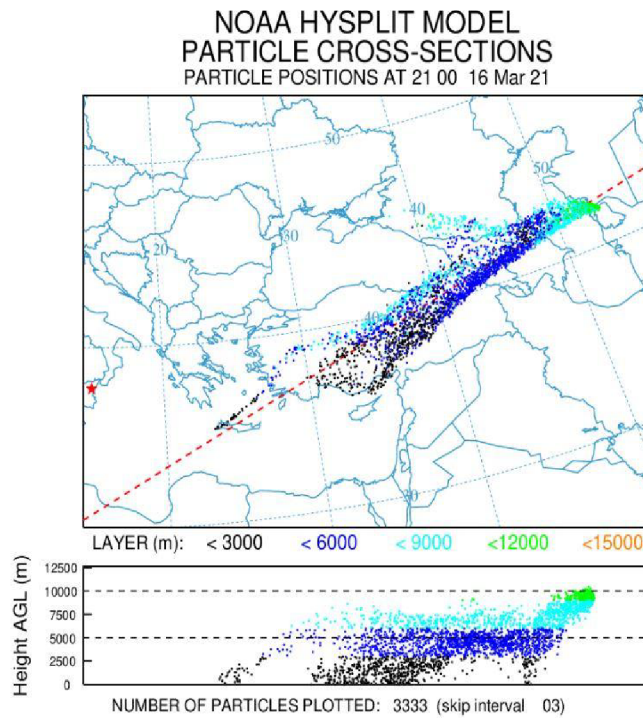 NOAA HYSPLIT MODEL
PARTICLE CROSS-SECTIONS
PARTICLE POSITIONS AT 21 00 16 Mar 21
50
50
40
20
30
40
LAYER (m): <3000 <6000 <9000 <12000 <15000
Height AGL (m)
12500
10000
7500
5000
2500
0
NUMBER OF PARTICLES PLOTTED: 3333 (skip interval 03)